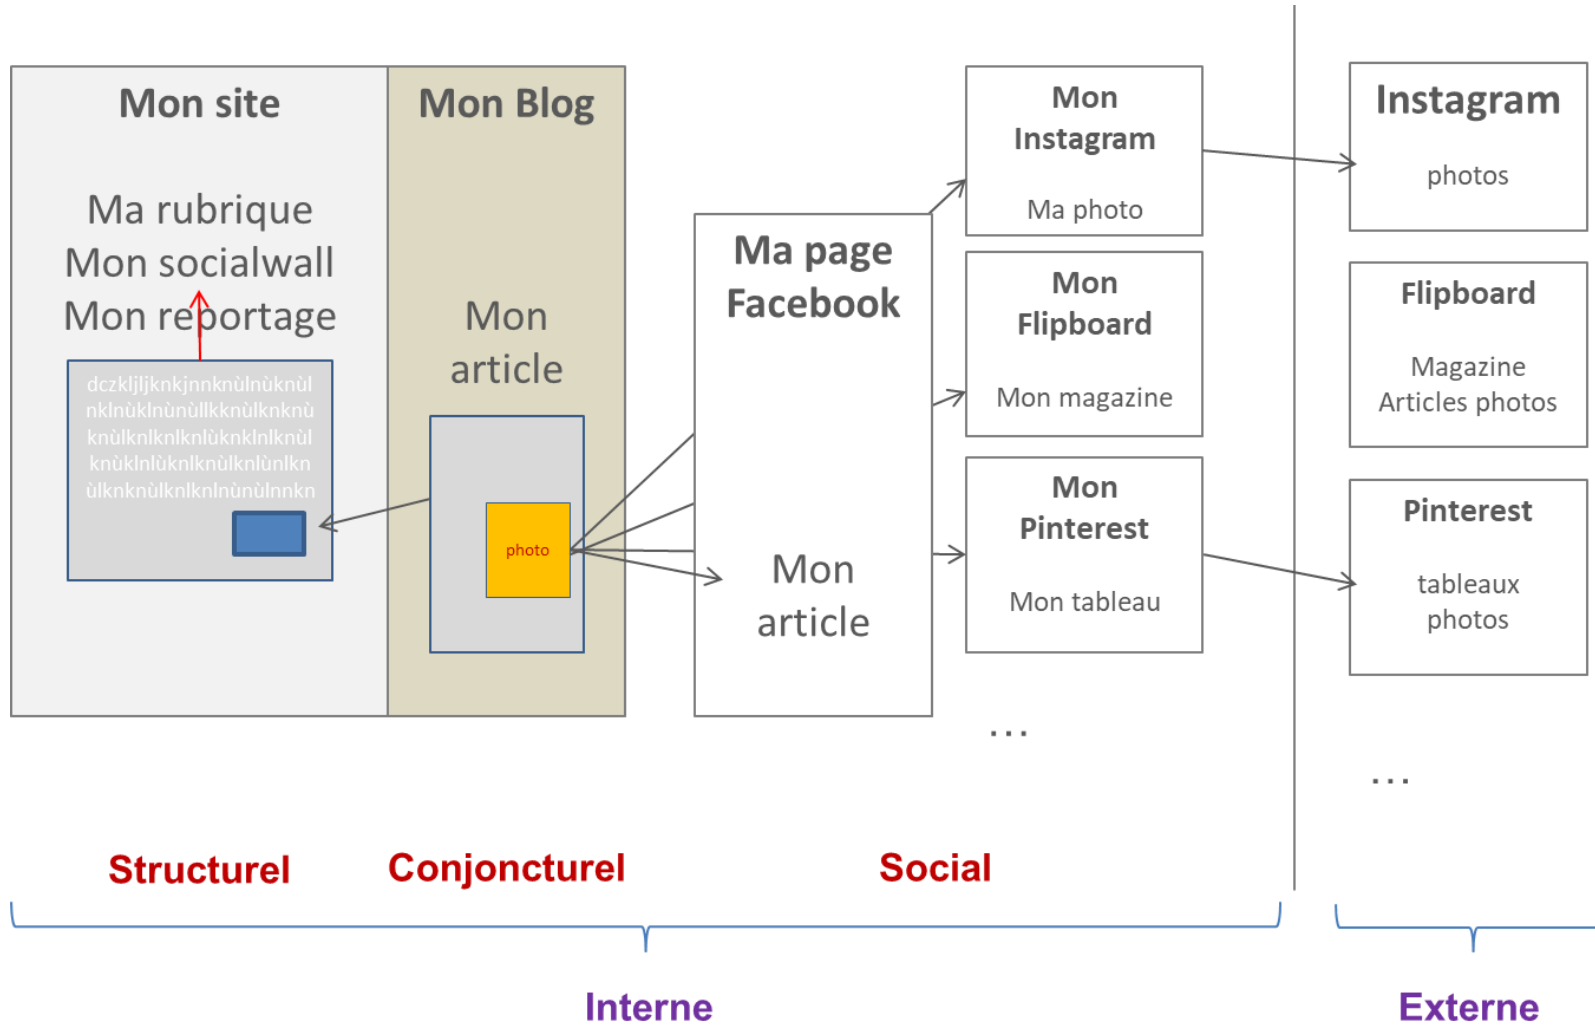 Mon site
Ma rubrique
Mon socialwall
Mon reportage
dczkljljknkjnnknùlnùknùl
nklnùklnùnùllkknùlknknù
knùlknlknlknlùknklnlknùl
knùklnlùknlknùlknlùnlkn
ùlknknùlknlknlnùnùlnnkn
Mon Blog
Mon
article
photo
Ma page
Facebook
Mon
article
Mon
Instagram
Ma photo
Mon
Flipboard
Mon magazine
Mon
Pinterest
Mon tableau
...
Instagram
photos
Flipboard
Magazine
Articles photos
Pinterest
tableaux
photos
...
Structurel
Conjoncturel
Social
Interne
Externe